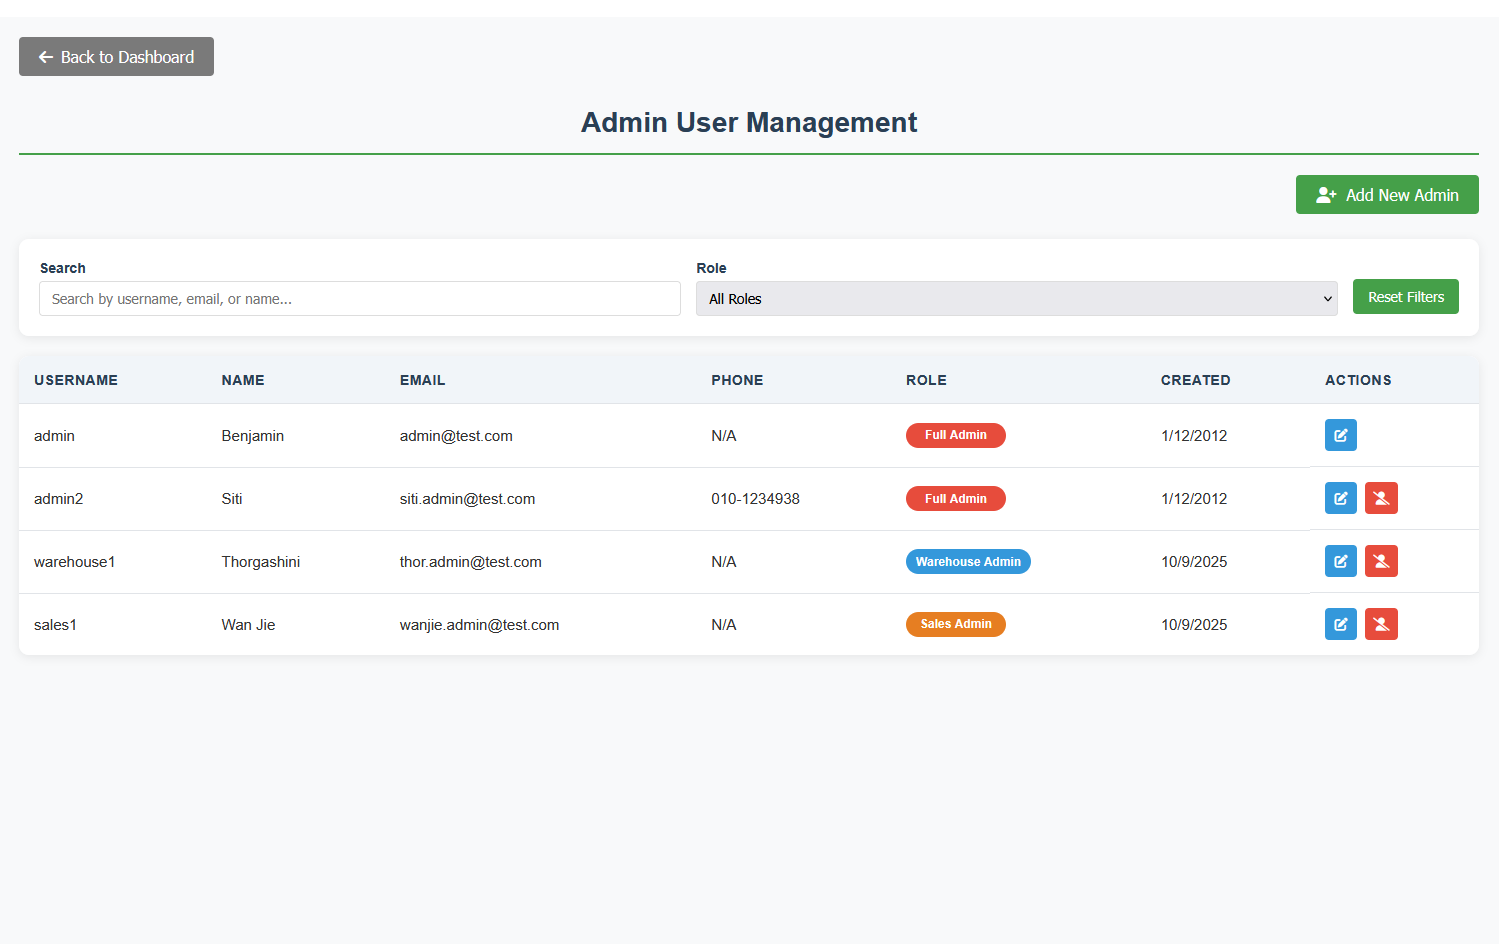 Back to Dashboard
Admin User Management
Add New Admin
Search
Role
Search by username, email, or name...
All Roles
Reset Filters
USERNAME NAME EMAIL PHONE ROLE CREATED ACTIONS
admin Benjamin admin@test.com N/A Full Admin 1/12/2012
admin2 Siti siti.admin@test.com 010-1234938 Full Admin 1/12/2012
warehouse1 Thorgashini thor.admin@test.com N/A Warehouse Admin 10/9/2025
sales1 Wan Jie wanjie.admin@test.com N/A Sales Admin 10/9/2025